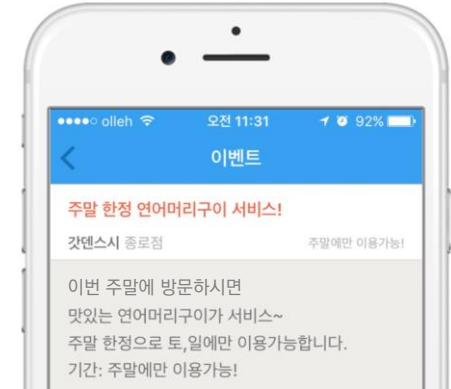 olleh 오전 11:31 92%
이벤트
주말 한정 연어머리구이 서비스!
갓덴스시 종로점 주말에만 이용가능!
이번 주말에 방문하시면
맛있는 연어머리구이가 서비스~
주말 한정으로 토,일에만 이용가능합니다.
기간: 주말에만 이용가능!